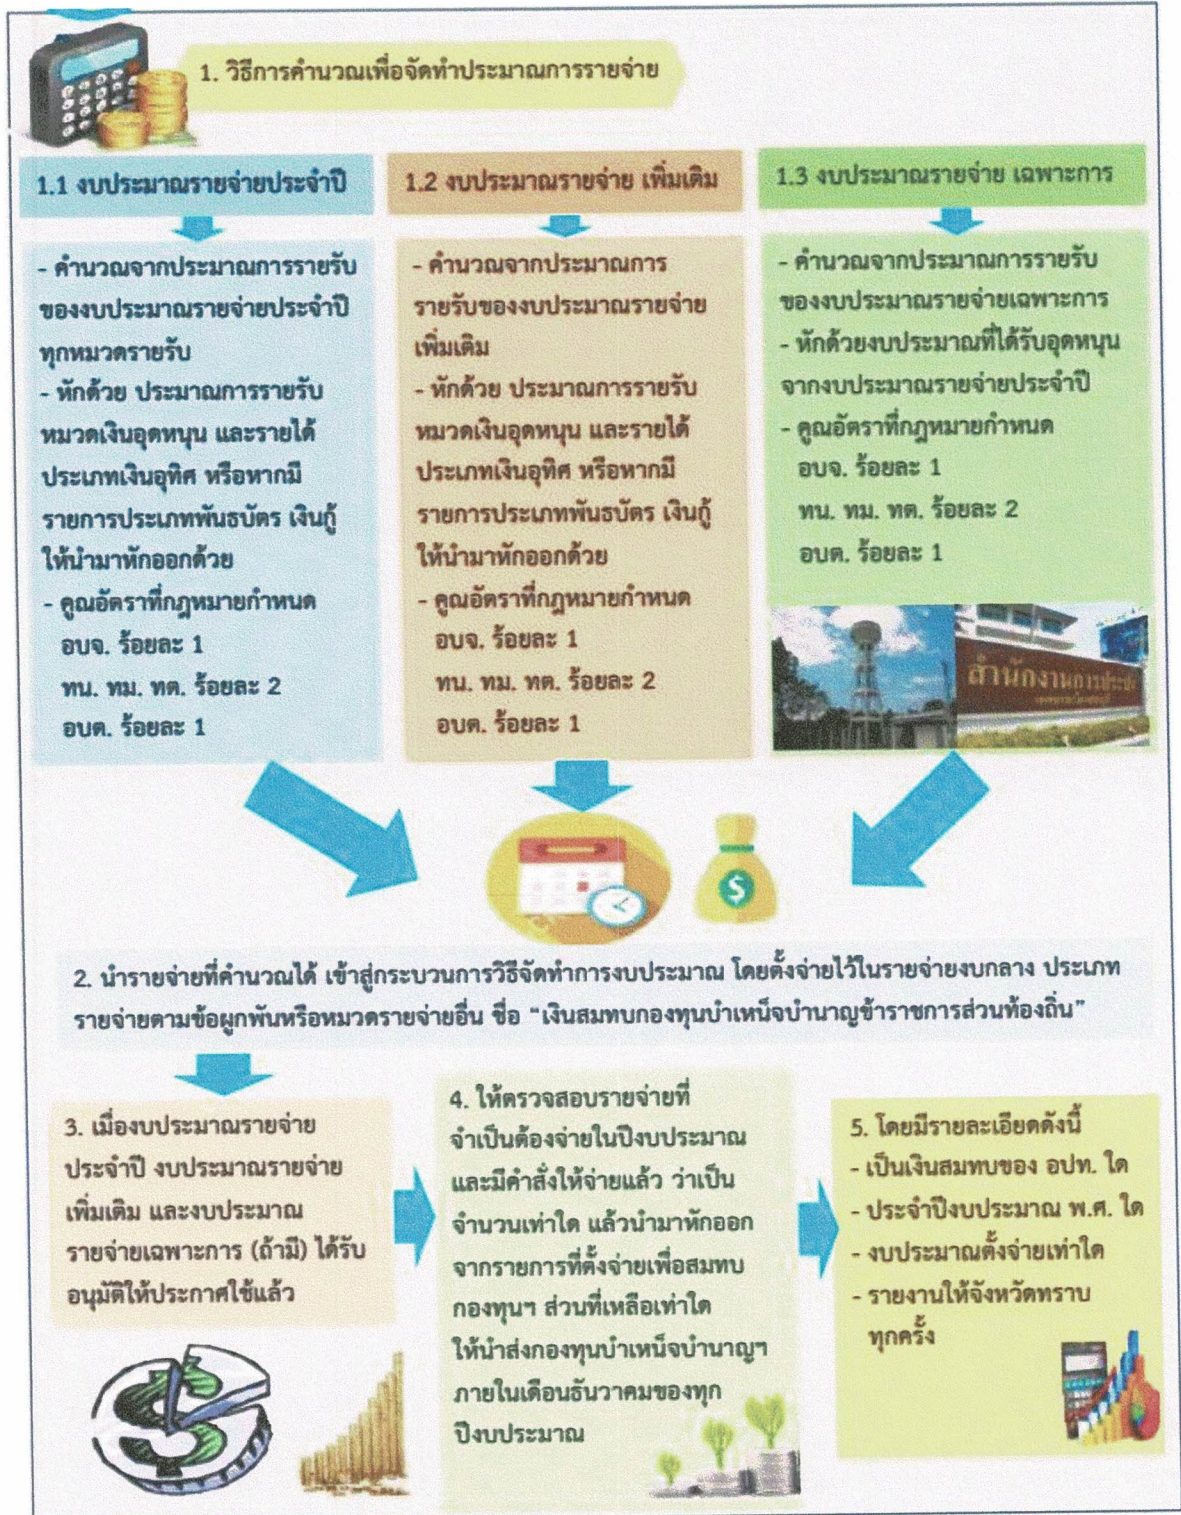 1. วิธีการคำนวณเพื่อจัดทำประมาณการรายจ่าย
1.1 งบประมาณรายจ่ายประจำปี
- คำนวณจากประมาณการรายรับ
ของงบประมาณรายจ่ายประจำปี
ทุกหมวดรายรับ
- หักด้วย ประมาณการรายรับ
หมวดเงินอุดหนุน และรายได้
ประเภทเงินอุทิศ หรือหากมี
รายการประเภทพันธบัตร เงินกู้
ให้นำมาหักออกด้วย
- คูณอัตราที่กฎหมายกำหนด
อบจ. ร้อยละ 1
ทน. ทม. ทต. ร้อยละ 2
อบต. ร้อยละ 1
1.2 งบประมาณรายจ่าย เพิ่มเติม
- คำนวณจากประมาณการ
รายรับของงบประมาณรายจ่าย
เพิ่มเติม
- หักด้วย ประมาณการรายรับ
หมวดเงินอุดหนุน และรายได้
ประเภทเงินอุทิศ หรือหากมี
รายการประเภทพันธบัตร เงินกู้
ให้นำมาหักออกด้วย
- คูณอัตราที่กฎหมายกำหนด
อบจ. ร้อยละ 1
ทน. ทม. ทต. ร้อยละ 2
อบต. ร้อยละ 1
1.3 งบประมาณรายจ่าย เฉพาะการ
- คำนวณจากประมาณการรายรับ
ของงบประมาณรายจ่ายเฉพาะการ
- หักด้วยงบประมาณที่ได้รับอุดหนุน
จากงบประมาณรายจ่ายประจำปี
- คูณอัตราที่กฎหมายกำหนด
อบจ. ร้อยละ 1
ทน. ทม. ทต. ร้อยละ 2
อบต. ร้อยละ 1
สำนักงานการประปา
2. นำรายจ่ายที่คำนวณได้ เข้าสู่กระบวนการวิธีจัดทำการงบประมาณ โดยตั้งจ่ายไว้ในรายจ่ายงบกลาง ประเภท
รายจ่ายตามข้อผูกพันหรือหมวดรายจ่ายอื่น ชื่อ "เงินสมทบกองทุนบำเหน็จบำนาญข้าราชการส่วนท้องถิ่น"
3. เมื่องบประมาณรายจ่าย
ประจำปี งบประมาณรายจ่าย
เพิ่มเติม และงบประมาณ
รายจ่ายเฉพาะการ (ถ้ามี) ได้รับ
อนุมัติให้ประกาศใช้แล้ว
4. ให้ตรวจสอบรายจ่ายที่
จำเป็นต้องจ่ายในปีงบประมาณ
และมีคำสั่งให้จ่ายแล้ว ว่าเป็น
จำนวนเท่าใด แล้วนำมาหักออก
จากรายการที่ตั้งจ่ายเพื่อสมทบ
กองทุนฯ ส่วนที่เหลือเท่าใด
ให้นำส่งกองทุนบำเหน็จบำนาญฯ
ภายในเดือนธันวาคมของทุก
ปีงบประมาณ
5. โดยมีรายละเอียดดังนี้
- เป็นเงินสมทบของ อปท. ใด
- ประจำปีงบประมาณ พ.ศ. ใด
- งบประมาณตั้งจ่ายเท่าใด
- รายงานให้จังหวัดทราบ
ทุกครั้ง